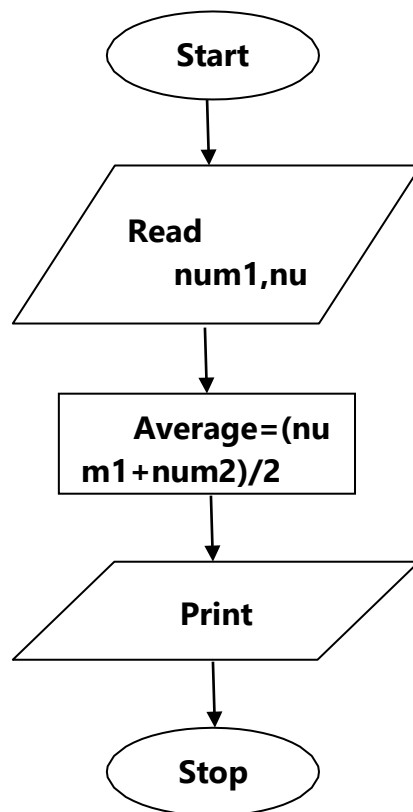 Start
Read
num1,nu
Average=(nu
m1+num2)/2
Print
Stop